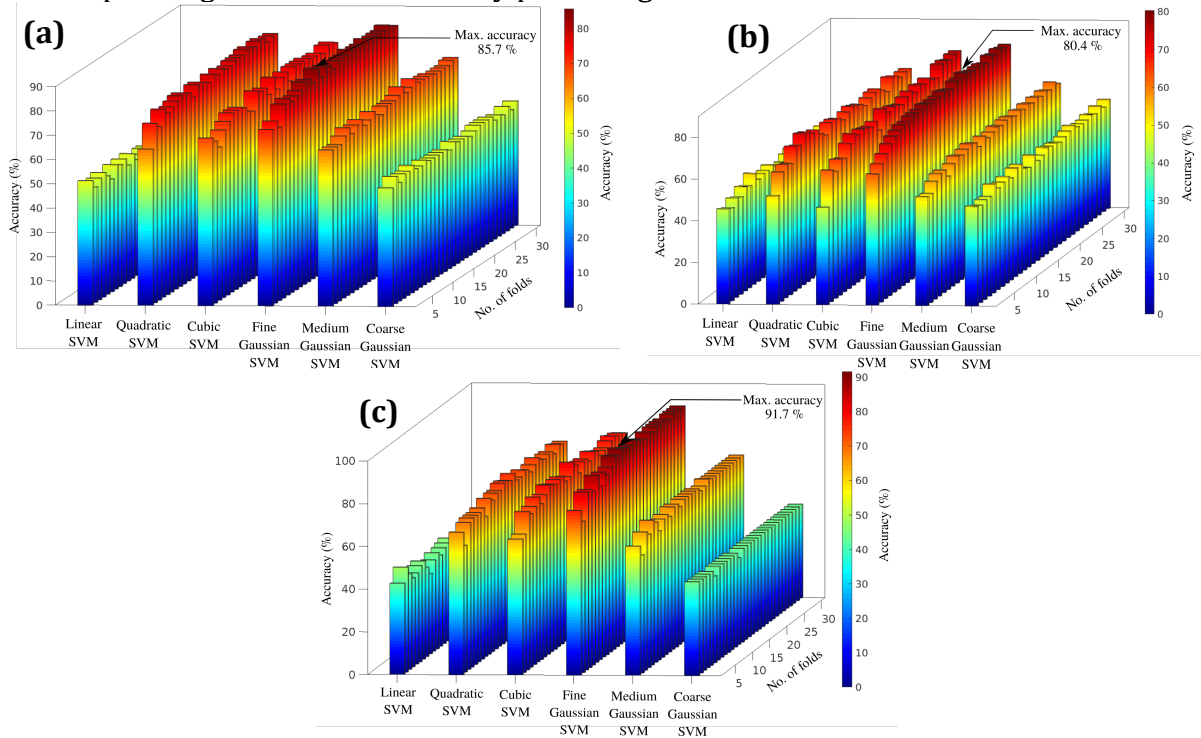 (a)
Max. accuracy
85.7 %
Accuracy (%)
90
80
70
60
50
40
30
20
10
0
Linear
SVM
Quadratic
SVM
Cubic
SVM
Fine
Gaussian
SVM
Medium
Gaussian
SVM
Coarse
Gaussian
SVM
5
10
15
20
25
30
No. of folds
80
70
60
50
40
30
20
10
0
Accuracy (%)
(b)
Max. accuracy
80.4 %
Accuracy (%)
80
60
40
20
0
Linear
SVM
Quadratic
SVM
Cubic
SVM
Fine
Gaussian
SVM
Medium
Gaussian
SVM
Coarse
Gaussian
SVM
5
10
15
20
25
30
No. of folds
80
70
60
50
40
30
20
10
0
Accuracy (%)
(c)
Max. accuracy
91.7 %
Accuracy (%)
100
80
60
40
20
0
Linear
SVM
Quadratic
SVM
Cubic
SVM
Fine
Gaussian
SVM
Medium
Gaussian
SVM
Coarse
Gaussian
SVM
5
10
15
20
25
30
No. of folds
90
80
70
60
50
40
30
20
10
0
Accuracy (%)